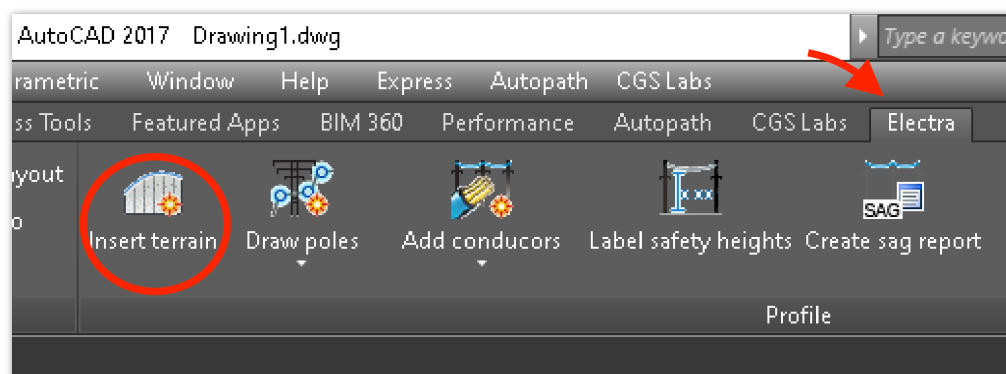 AutoCAD 2017 Drawing1.dwg Type a keywo
rametric Window Help Express Autopath CGS Labs
ss Tools Featured Apps BIM 360 Performance Autopath CGS Labs Electra
yout
o
SAG
Insert terrain Draw poles Add conducors Label safety heights Create sag report
Profile